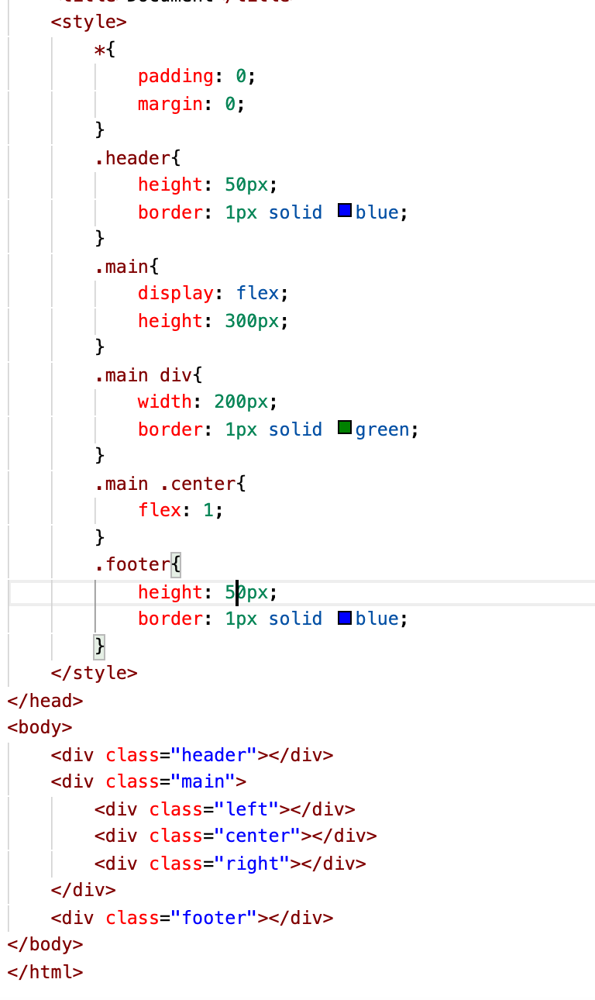 <style>
*{
padding: 0;
margin: 0;
}
.header{
height: 50px;
border: 1px solid blue;
}
.main{
display: flex;
height: 300px;
}
.main div{
width: 200px;
border: 1px solid green;
}
.main .center{
flex: 1;
}
.footer{
height: 50px;
border: 1px solid blue;
}
</style>
</head>
<body>
<div class="header"></div>
<div class="main">
<div class="left"></div>
<div class="center"></div>
<div class="right"></div>
</div>
<div class="footer"></div>
</body>
</html>